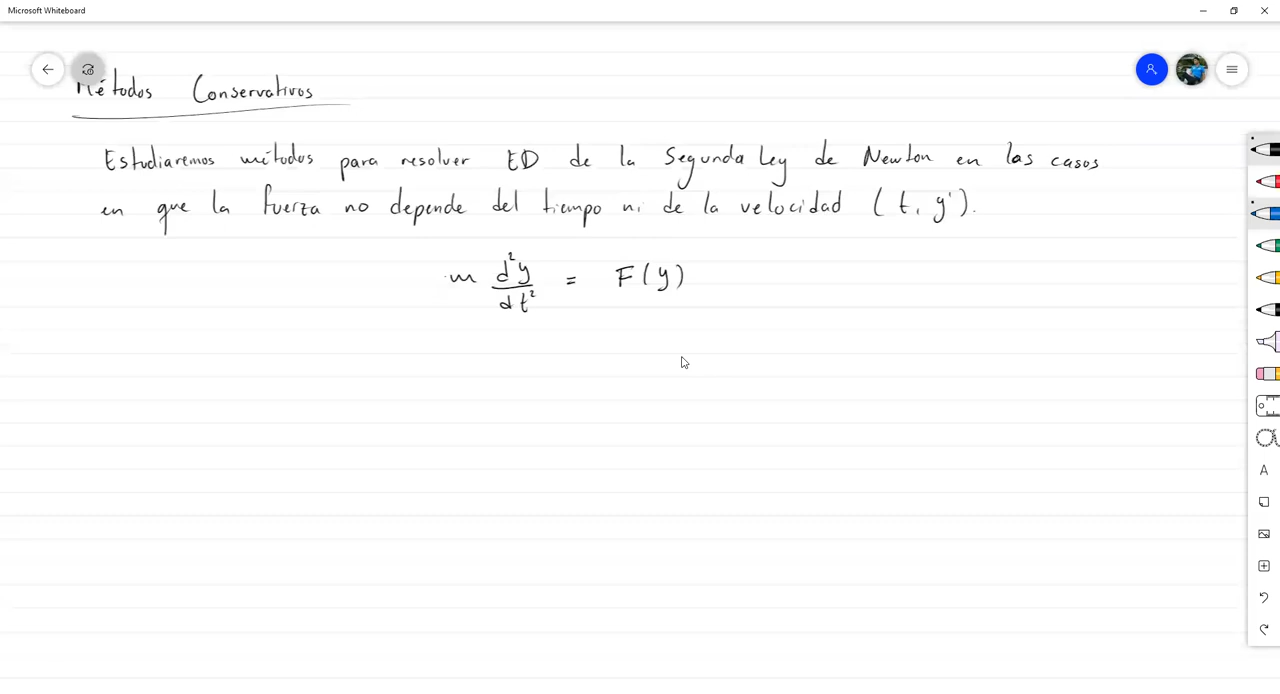 Microsoft Whiteboard
Métodos Conservativos
Estudiaremos métodos para resolver ED de la Segunda Ley de Newton en las casos
en que la fuerza no depende del tiempo ni de la velocidad ( t, y' ).
m d²y/dt² = F(y)
A